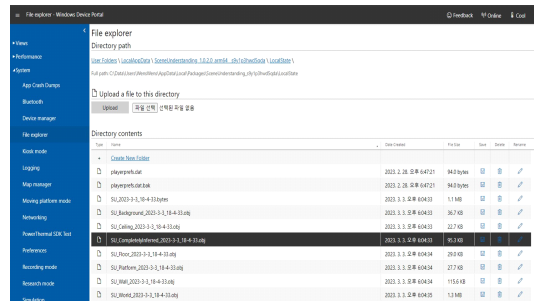 File explorer - Windows Device Portal
Feedback
Online
Cool
Views
Performance
System
App Crash Dumps
Bluetooth
Device manager
File explorer
Kiosk mode
Logging
Map manager
Moving platform mode
Networking
PowerThermal SDK Test
Preferences
Recording mode
Research mode
Simulation
File explorer
Directory path
User Folders \ LocalAppData \ SceneUnderstanding_1.0.2.0_arm64__z9y1p3hwd5qda \ LocalState \
Upload a file to this directory
Upload 파일 선택 선택된 파일 없음
Directory contents
Type Name Date Created File Size Save Delete Rename
+ Create New Folder
playerprefs.dat 2023. 2. 20. 오후 6:47:21 94.0 bytes
playerprefs.dat.bak 2023. 2. 20. 오후 6:47:21 94.0 bytes
SU_2023-3-3_18-4-33.bytes 2023. 3. 3. 오후 6:04:33 1.1 MB
SU_Background_2023-3-3_18-4-33.obj 2023. 3. 3. 오후 6:04:33 36.7 KB
SU_Ceiling_2023-3-3_18-4-33.obj 2023. 3. 3. 오후 6:04:33 22.7 KB
SU_CompletelyInferred_2023-3-3_18-4-33.obj 2023. 3. 3. 오후 6:04:33 95.3 KB
SU_Floor_2023-3-3_18-4-33.obj 2023. 3. 3. 오후 6:04:34 29.0 KB
SU_Platform_2023-3-3_18-4-33.obj 2023. 3. 3. 오후 6:04:34 27.7 KB
SU_Wall_2023-3-3_18-4-33.obj 2023. 3. 3. 오후 6:04:34 115.6 KB
SU_World_2023-3-3_18-4-33.obj 2023. 3. 3. 오후 6:04:35 1.3 MB